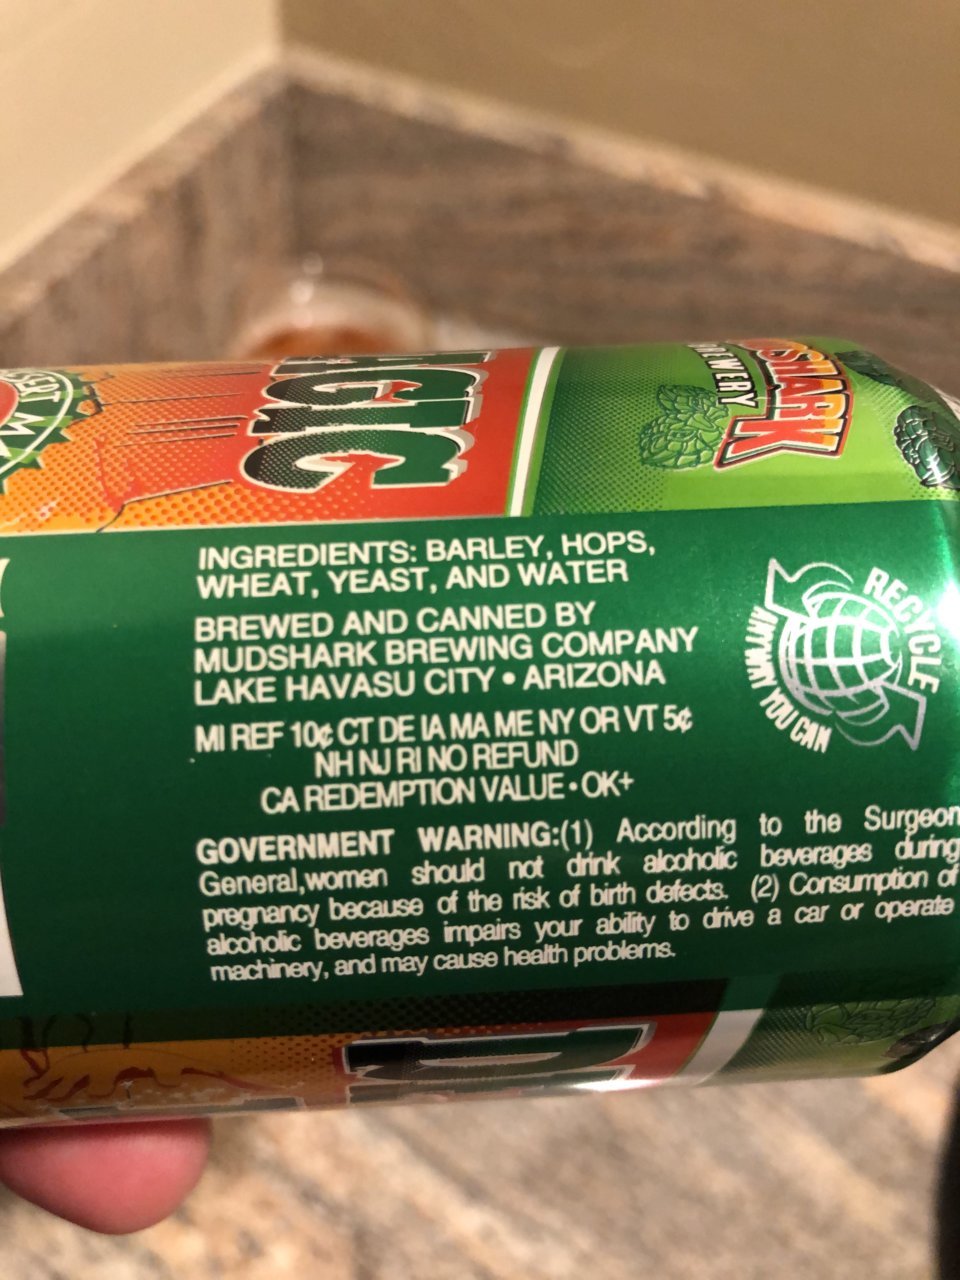 INGREDIENTS: BARLEY, HOPS,
WHEAT, YEAST, AND WATER
BREWED AND CANNED BY
MUDSHARK BREWING COMPANY
LAKE HAVASU CITY • ARIZONA
MI REF 10¢ CT DE IA MA ME NY OR VT 5¢
NH NJ RI NO REFUND
CA REDEMPTION VALUE • OK+
GOVERNMENT WARNING:(1) According to the Surgeon
General,women should not drink alcoholic beverages during
pregnancy because of the risk of birth defects. (2) Consumption of
alcoholic beverages impairs your ability to drive a car or operate
machinery, and may cause health problems.
RECYCLE
ANYWAY YOU CAN
SHARK